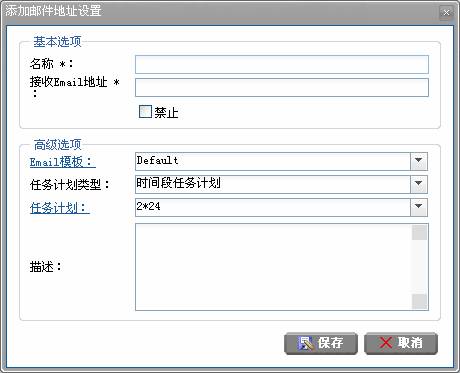 添加邮件地址设置
基本选项
名称 *：
接收Email地址 *
：
禁止
高级选项
Email模板： Default
任务计划类型： 时间段任务计划
任务计划： 2*24
描述：
保存 取消